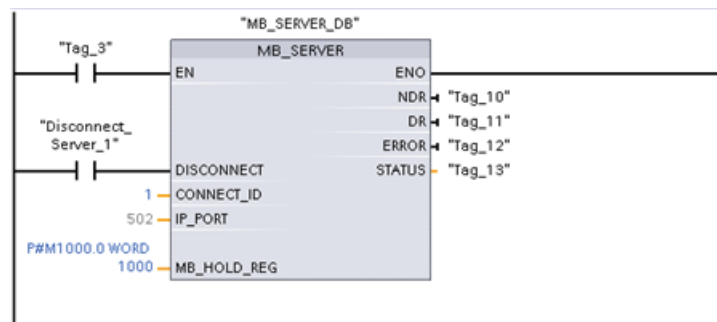 "MB_SERVER_DB"
"Tag_3"
MB_SERVER
EN
ENO
NDR
"Tag_10"
DR
"Tag_11"
"Disconnect_
Server_1"
ERROR
"Tag_12"
DISCONNECT
STATUS
"Tag_13"
1
CONNECT_ID
502
IP_PORT
P#M1000.0 WORD
1000
MB_HOLD_REG